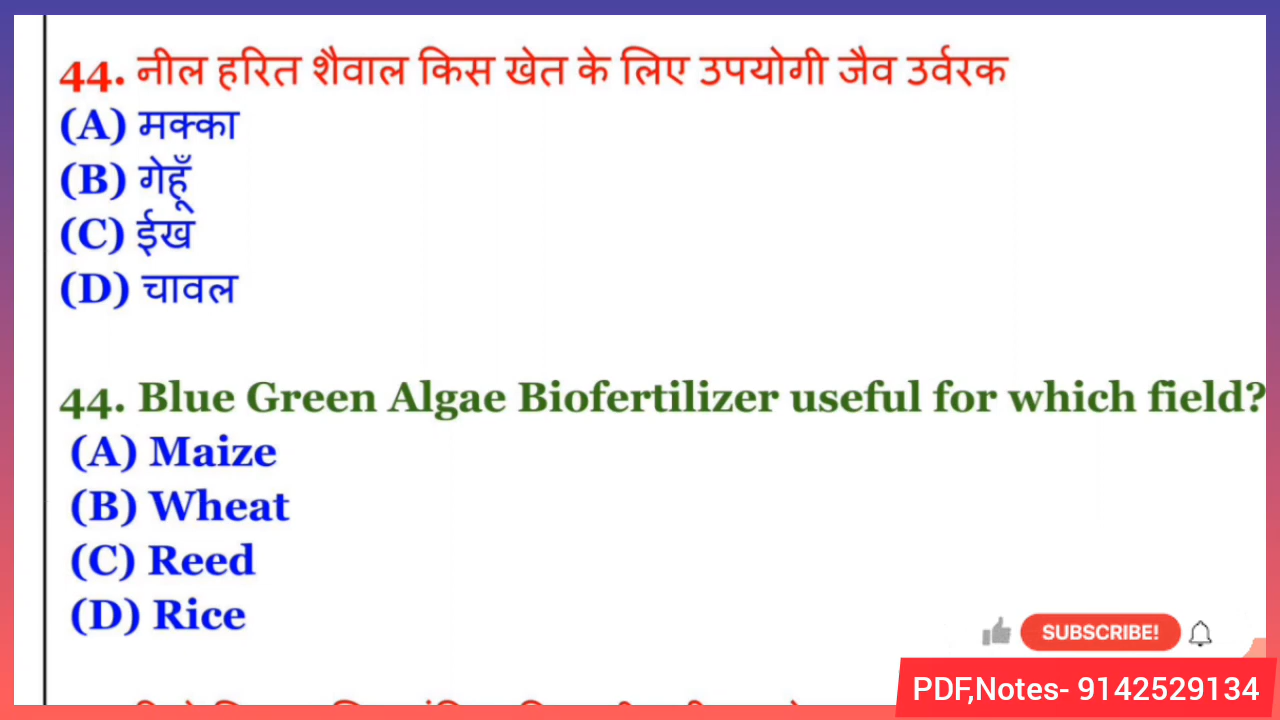 44. नील हरित शैवाल किस खेत के लिए उपयोगी जैव उर्वरक
(A) मक्का
(B) गेहूँ
(C) ईख
(D) चावल
44. Blue Green Algae Biofertilizer useful for which field?
(A) Maize
(B) Wheat
(C) Reed
(D) Rice
SUBSCRIBE!
PDF,Notes- 9142529134